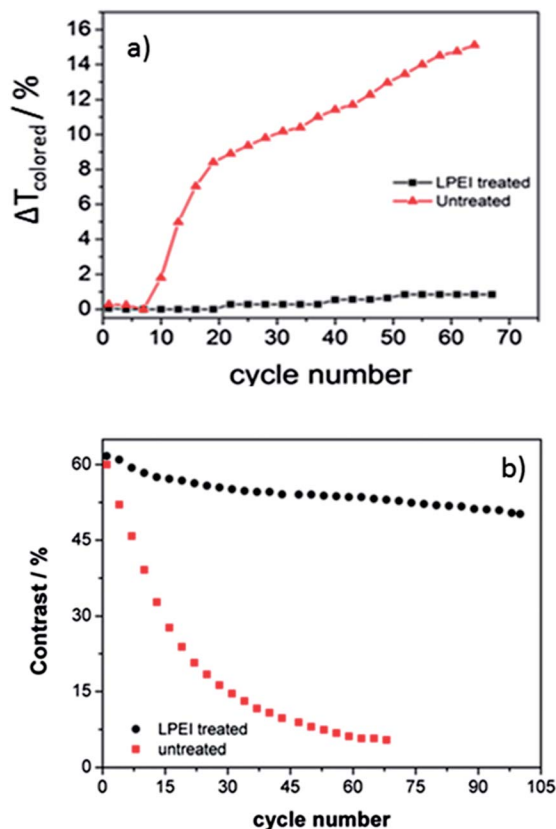 a)
16
14
12
10
8
6
4
2
0
ΔTcolored / %
LPEI treated
Untreated
0 10 20 30 40 50 60 70
cycle number
b)
60
45
30
15
0
Contrast / %
LPEI treated
untreated
0 15 30 45 60 75 90 105
cycle number